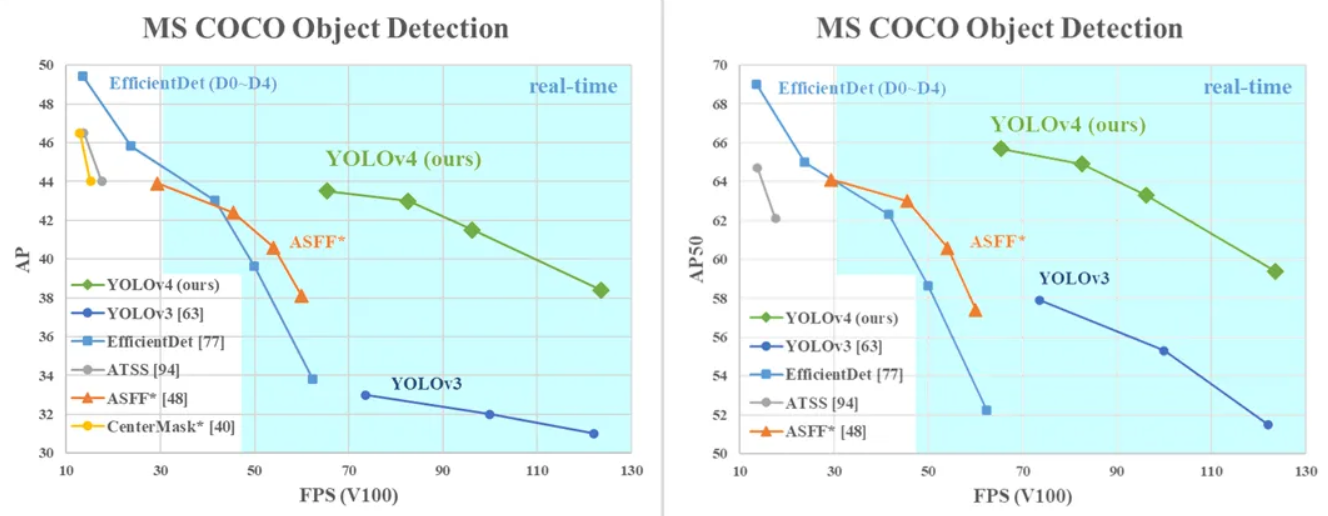 MS COCO Object Detection
50
48
46
44
42
40
38
36
34
32
30
AP
EfficientDet (D0~D4)
real-time
YOLOv4 (ours)
ASFF*
YOLOv3
YOLOv4 (ours)
YOLOv3 [63]
EfficientDet [77]
ATSS [94]
ASFF* [48]
CenterMask* [40]
10 30 50 70 90 110 130
FPS (V100)
MS COCO Object Detection
70
68
66
64
62
60
58
56
54
52
50
AP50
EfficientDet (D0~D4)
real-time
YOLOv4 (ours)
ASFF*
YOLOv3
YOLOv4 (ours)
YOLOv3 [63]
EfficientDet [77]
ATSS [94]
ASFF* [48]
10 30 50 70 90 110 130
FPS (V100)